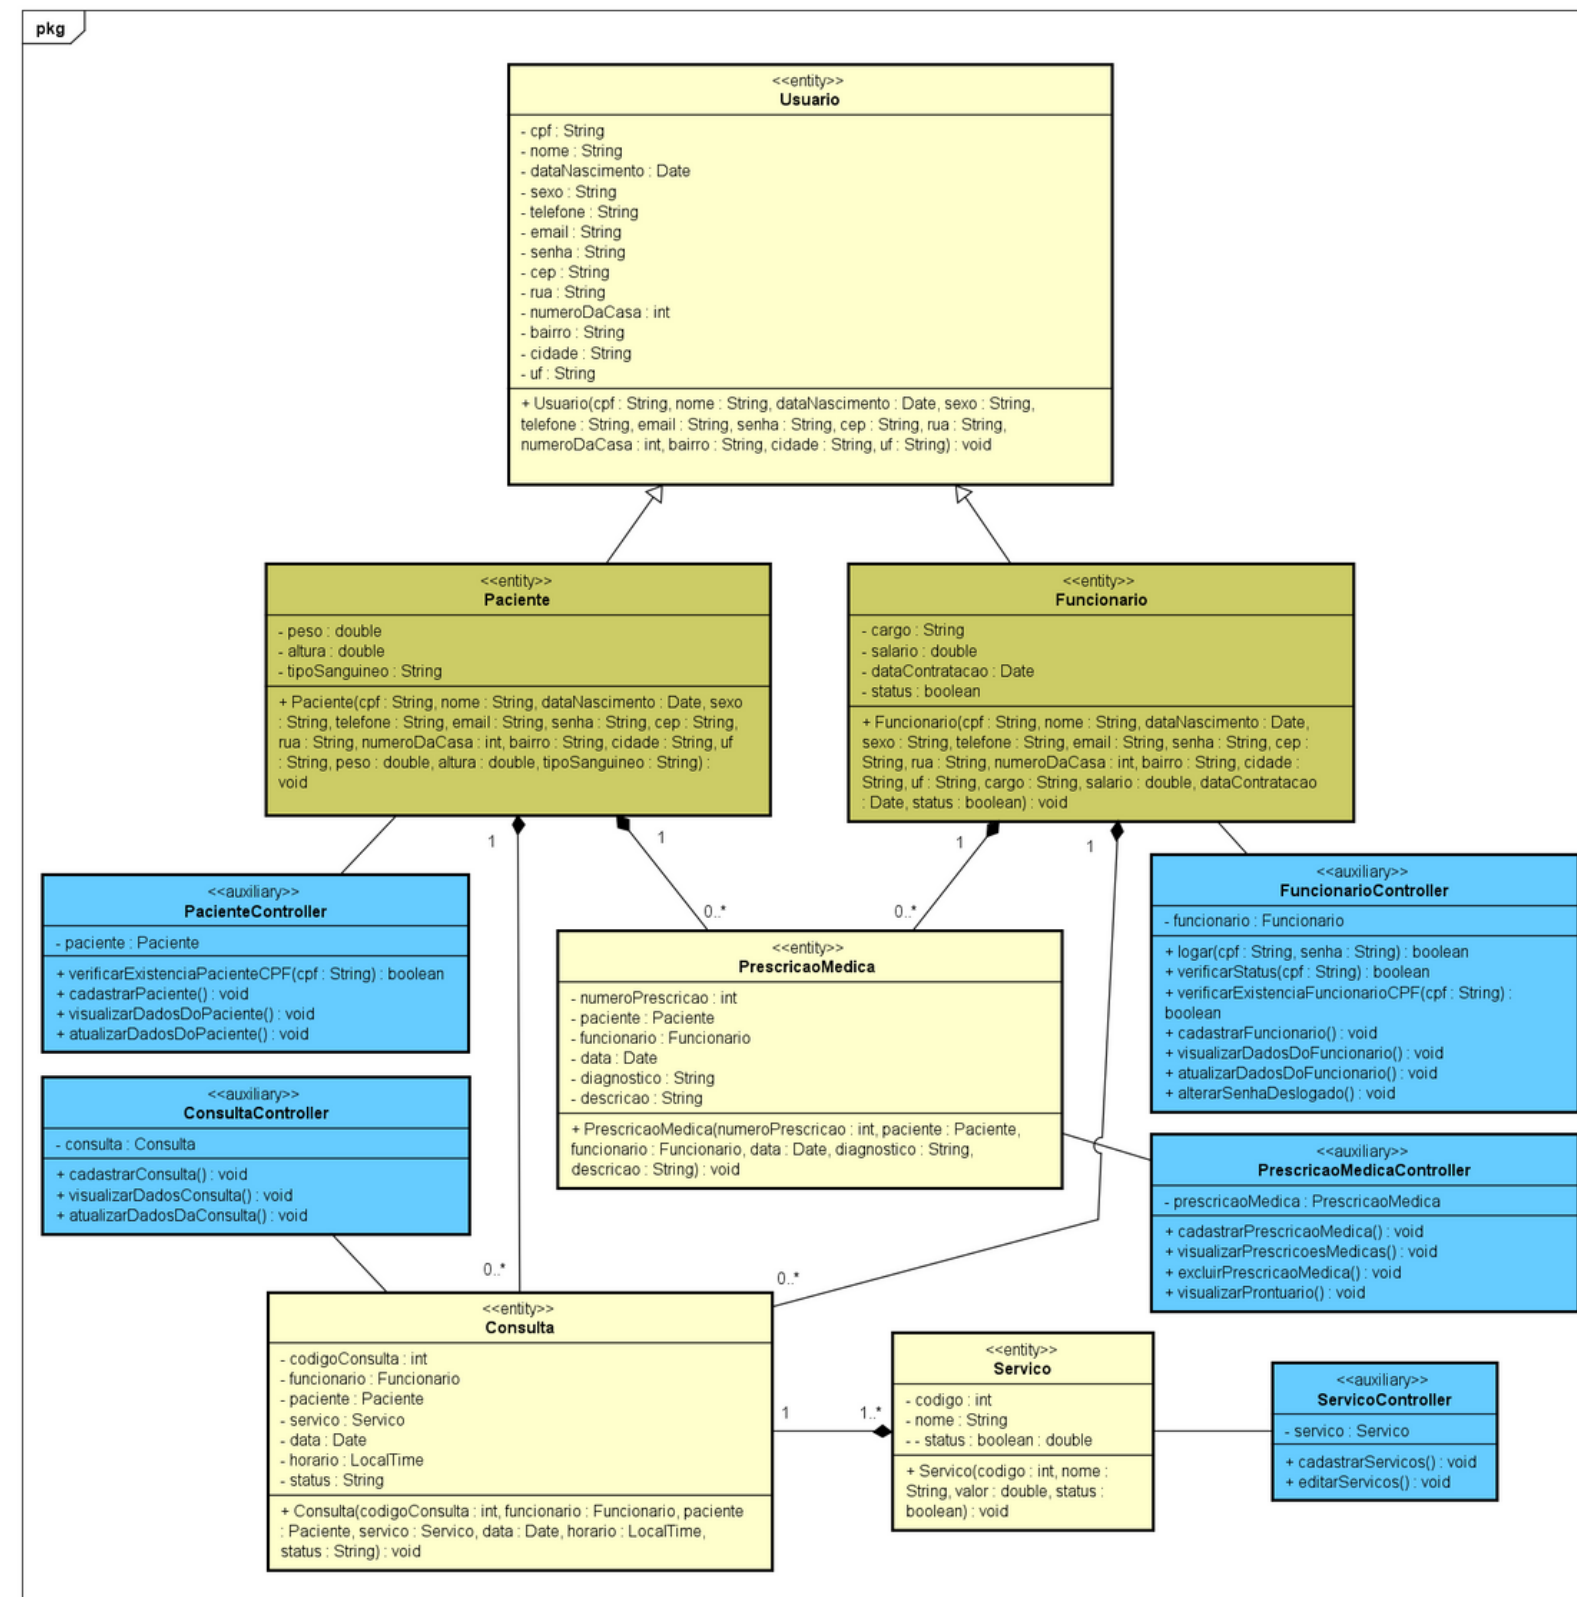 pkg
<<entity>>
Usuario
- cpf : String
- nome : String
- dataNascimento : Date
- sexo : String
- telefone : String
- email : String
- senha : String
- cep : String
- rua : String
- numeroDaCasa : int
- bairro : String
- cidade : String
- uf : String
+ Usuario(cpf : String, nome : String, dataNascimento : Date, sexo : String,
telefone : String, email : String, senha : String, cep : String, rua : String,
numeroDaCasa : int, bairro : String, cidade : String, uf : String) : void
<<entity>>
Paciente
- peso : double
- altura : double
- tipoSanguineo : String
+ Paciente(cpf : String, nome : String, dataNascimento : Date, sexo
: String, telefone : String, email : String, senha : String, cep : String,
rua : String, numeroDaCasa : int, bairro : String, cidade : String, uf
: String, peso : double, altura : double, tipoSanguineo : String) :
void
<<entity>>
Funcionario
- cargo : String
- salario : double
- dataContratacao : Date
- status : boolean
+ Funcionario(cpf : String, nome : String, dataNascimento : Date,
sexo : String, telefone : String, email : String, senha : String, cep :
String, rua : String, numeroDaCasa : int, bairro : String, cidade :
String, uf : String, cargo : String, salario : double, dataContratacao
: Date, status : boolean) : void
1
1
1
1
<<auxiliary>>
PacienteController
- paciente : Paciente
+ verificarExistenciaPacienteCPF(cpf : String) : boolean
+ cadastrarPaciente() : void
+ visualizarDadosDoPaciente() : void
+ atualizarDadosDoPaciente() : void
<<auxiliary>>
FuncionarioController
- funcionario : Funcionario
+ logar(cpf : String, senha : String) : boolean
+ verificarStatus(cpf : String) : boolean
+ verificarExistenciaFuncionarioCPF(cpf : String) :
boolean
+ cadastrarFuncionario() : void
+ visualizarDadosDoFuncionario() : void
+ atualizarDadosDoFuncionario() : void
+ alterarSenhaDeslogado() : void
0..*
0..*
<<entity>>
PrescricaoMedica
- numeroPrescricao : int
- paciente : Paciente
- funcionario : Funcionario
- data : Date
- diagnostico : String
- descricao : String
+ PrescricaoMedica(numeroPrescricao : int, paciente : Paciente,
funcionario : Funcionario, data : Date, diagnostico : String,
descricao : String) : void
<<auxiliary>>
ConsultaController
- consulta : Consulta
+ cadastrarConsulta() : void
+ visualizarDadosConsulta() : void
+ atualizarDadosDaConsulta() : void
<<auxiliary>>
PrescricaoMedicaController
- prescricaoMedica : PrescricaoMedica
+ cadastrarPrescricaoMedica() : void
+ visualizarPrescricoesMedicas() : void
+ excluirPrescricaoMedica() : void
+ visualizarProntuario() : void
0..*
0..*
<<entity>>
Consulta
- codigoConsulta : int
- funcionario : Funcionario
- paciente : Paciente
- servico : Servico
- data : Date
- horario : LocalTime
- status : String
+ Consulta(codigoConsulta : int, funcionario : Funcionario, paciente
: Paciente, servico : Servico, data : Date, horario : LocalTime,
status : String) : void
1
1..*
<<entity>>
Servico
- codigo : int
- nome : String
- - status : boolean : double
+ Servico(codigo : int, nome :
String, valor : double, status :
boolean) : void
<<auxiliary>>
ServicoController
- servico : Servico
+ cadastrarServicos() : void
+ editarServicos() : void